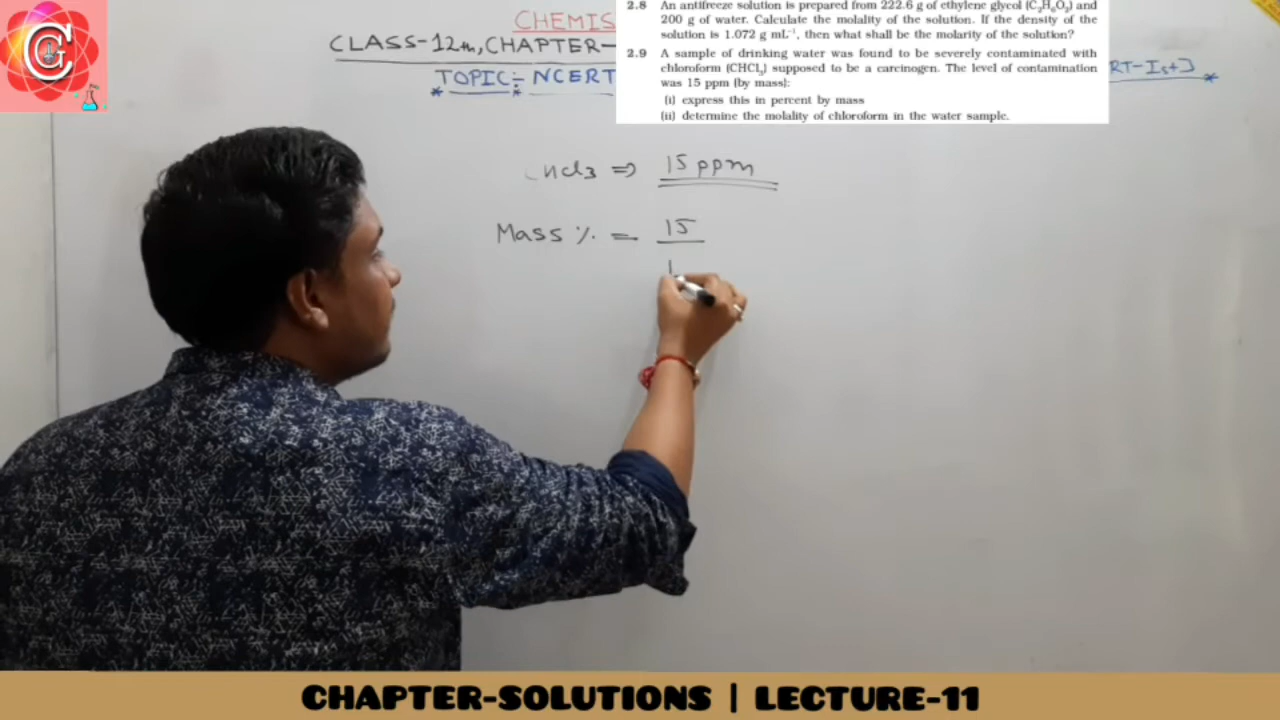 CHEMIS
CLASS-12th, CHAPTER-
TOPIC:- NCERT
RT-Ist]
2.8 An antifreeze solution is prepared from 222.6 g of ethylene glycol (C₂H₆O₂) and
200 g of water. Calculate the molality of the solution. If the density of the
solution is 1.072 g mL⁻¹, then what shall be the molarity of the solution?
2.9 A sample of drinking water was found to be severely contaminated with
chloroform (CHCl₃) supposed to be a carcinogen. The level of contamination
was 15 ppm (by mass):
(i) express this in percent by mass
(ii) determine the molality of chloroform in the water sample.
CHCl3 ⇒ 15 ppm
Mass % = 15
1
CHAPTER-SOLUTIONS | LECTURE-11